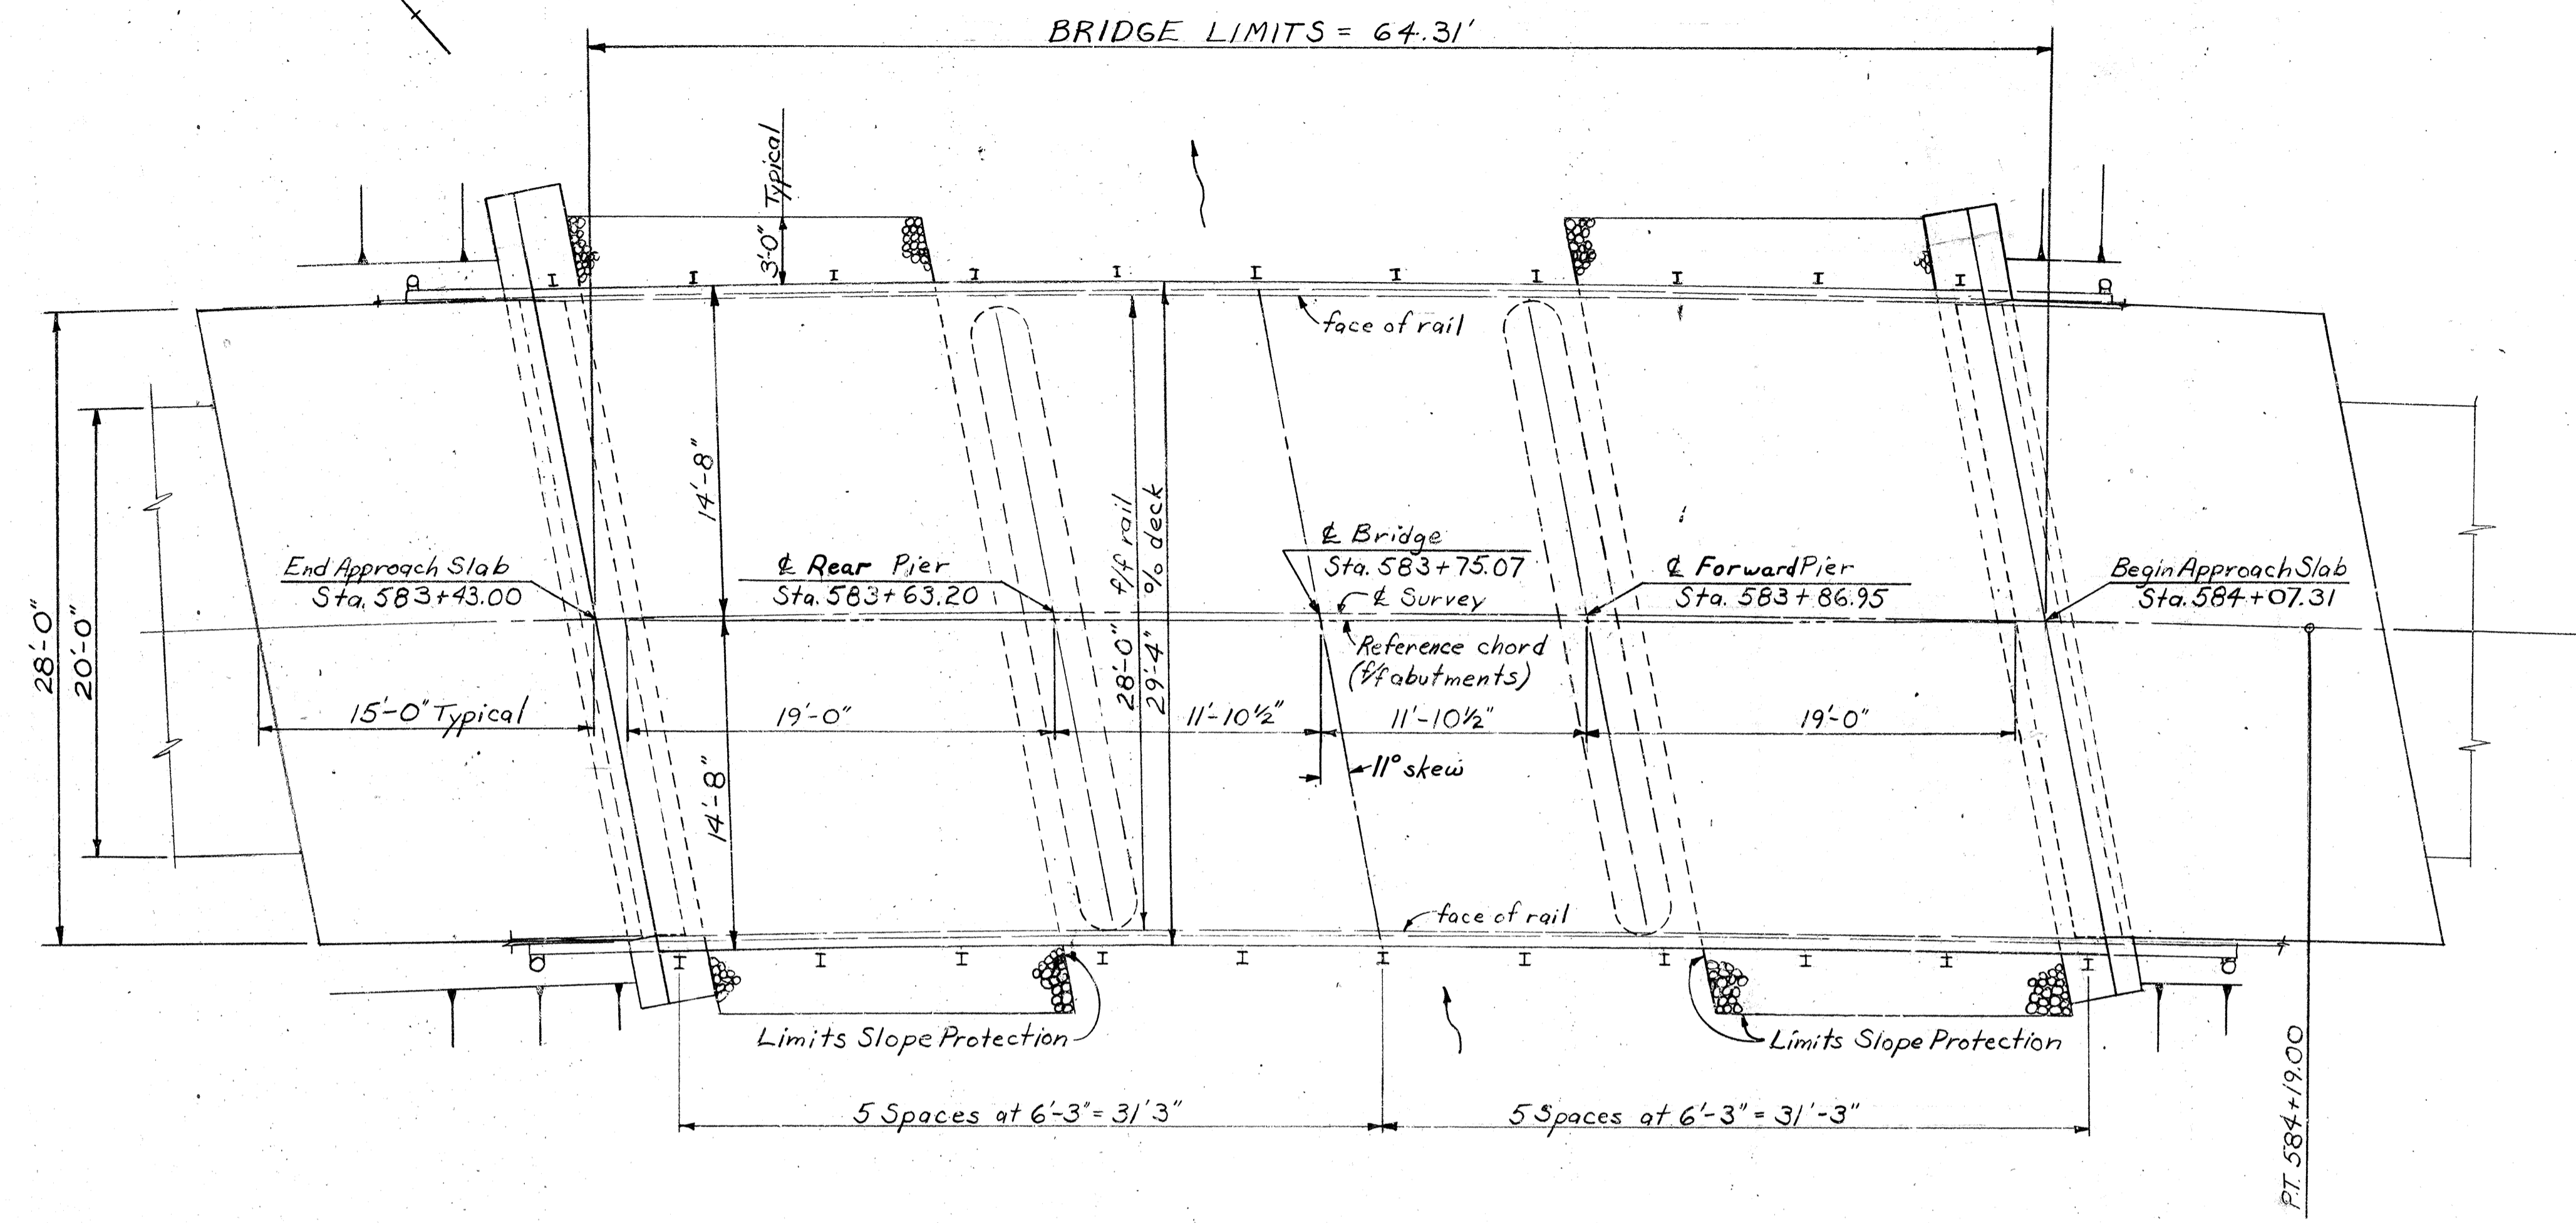 BRIDGE LIMITS = 64.31'
3'-0" Typical
face of rail
28'-0"
20'-0"
14'-8"
28'-0" f/f rail
29'-4" o/o deck
End Approach Slab
Sta. 583+43.00
℄ Rear Pier
Sta. 583+63.20
℄ Bridge
Sta. 583+75.07
℄ Survey
℄ Forward Pier
Sta. 583+86.95
Begin Approach Slab
Sta. 584+07.31
Reference chord
(f/f abutments)
15'-0" Typical
19'-0"
11'-10½"
11'-10½"
19'-0"
11° skew
14'-8"
face of rail
Limits Slope Protection
Limits Slope Protection
5 Spaces at 6'-3" = 31'3"
5 Spaces at 6'-3" = 31'-3"
P.T. 584+19.00